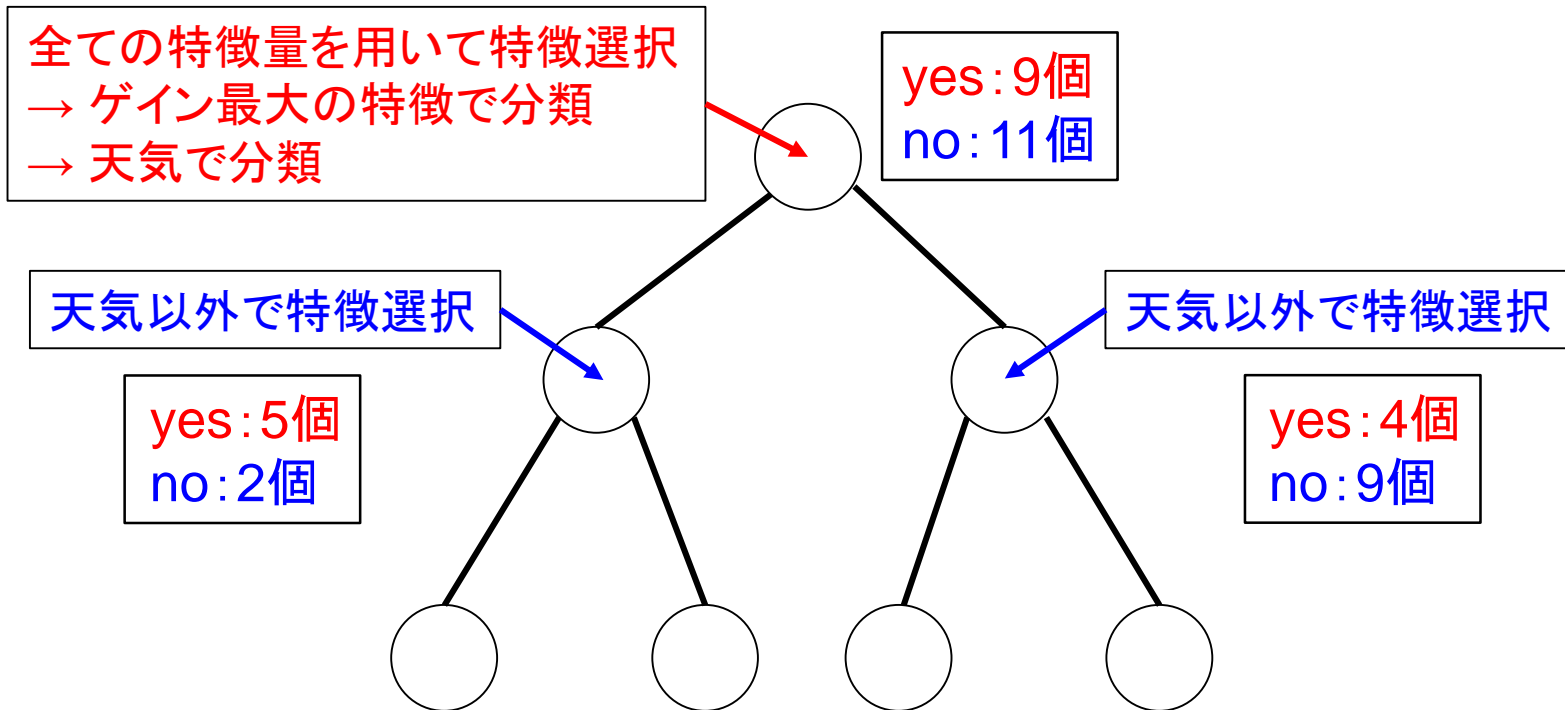 全ての特徴量を用いて特徴選択
→ ゲイン最大の特徴で分類
→ 天気で分類
yes：9個
no：11個
天気以外で特徴選択
天気以外で特徴選択
yes：5個
no：2個
yes：4個
no：9個